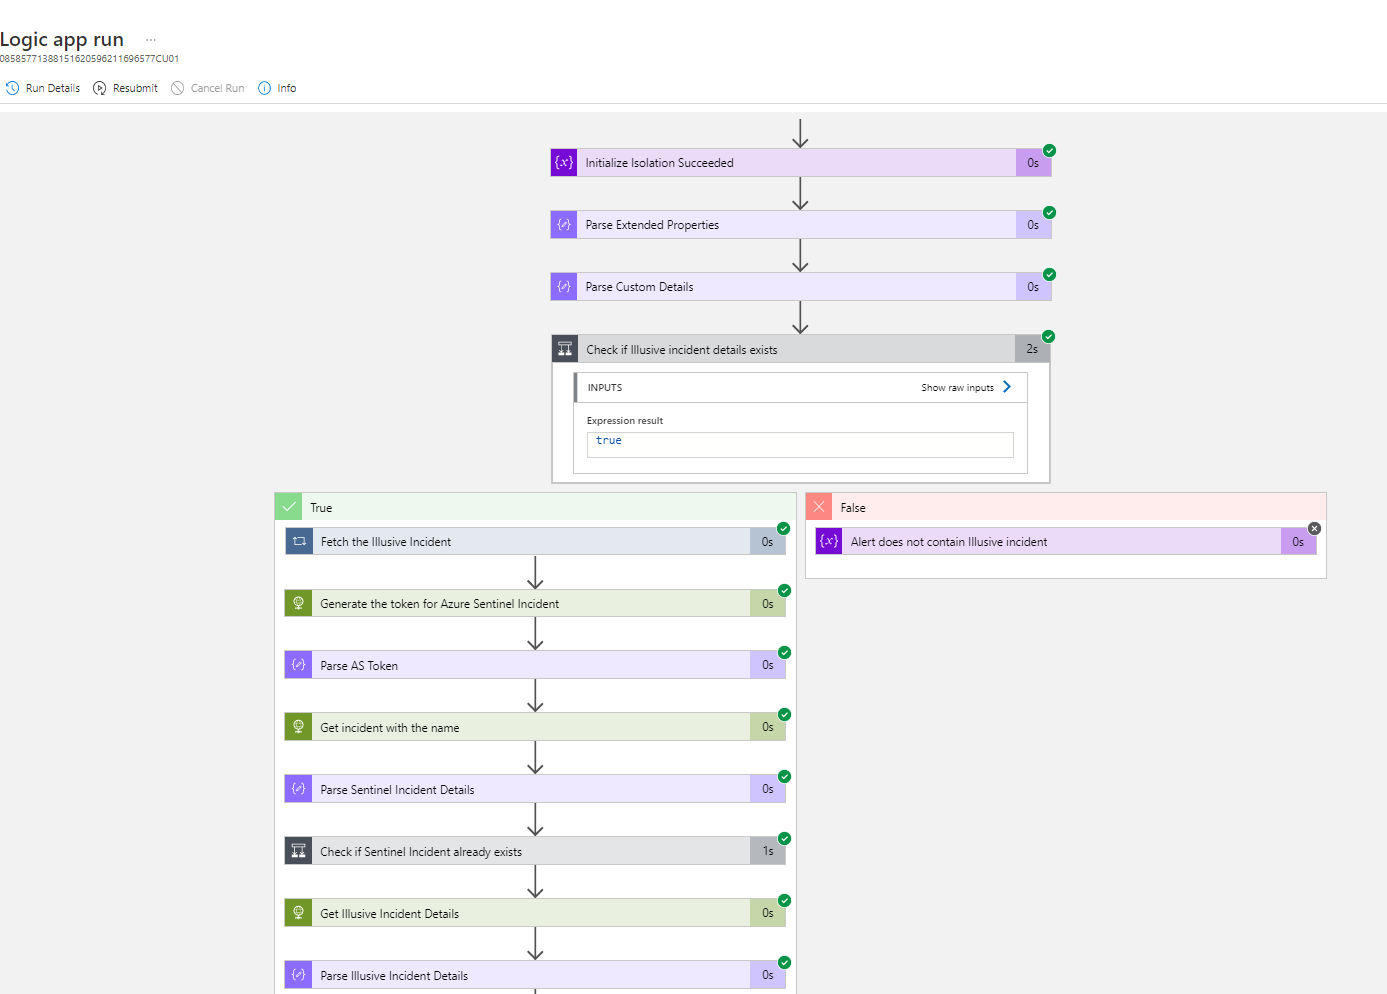 Logic app run ...
08585771388151620596211696577CU01
Run Details Resubmit Cancel Run Info
Initialize Isolation Succeeded 0s
Parse Extended Properties 0s
Parse Custom Details 0s
Check if Illusive incident details exists 2s
INPUTS Show raw inputs
Expression result
true
True
Fetch the Illusive Incident 0s
Generate the token for Azure Sentinel Incident 0s
Parse AS Token 0s
Get incident with the name 0s
Parse Sentinel Incident Details 0s
Check if Sentinel Incident already exists 1s
Get Illusive Incident Details 0s
Parse Illusive Incident Details 0s
False
Alert does not contain Illusive incident 0s